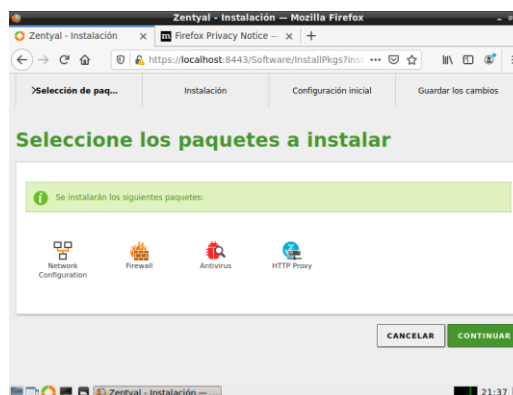 Zentyal - Instalación — Mozilla Firefox
Zentyal - Instalación
m Firefox Privacy Notice —
https://localhost:8443/Software/InstallPkgs?ins
Selección de paq...
Instalación
Configuración inicial
Guardar los cambios
Seleccione los paquetes a instalar
Se instalarán los siguientes paquetes:
Network
Configuration
Firewall
Antivirus
HTTP Proxy
CANCELAR
CONTINUAR
Zentyal - Instalación — ...
21:37